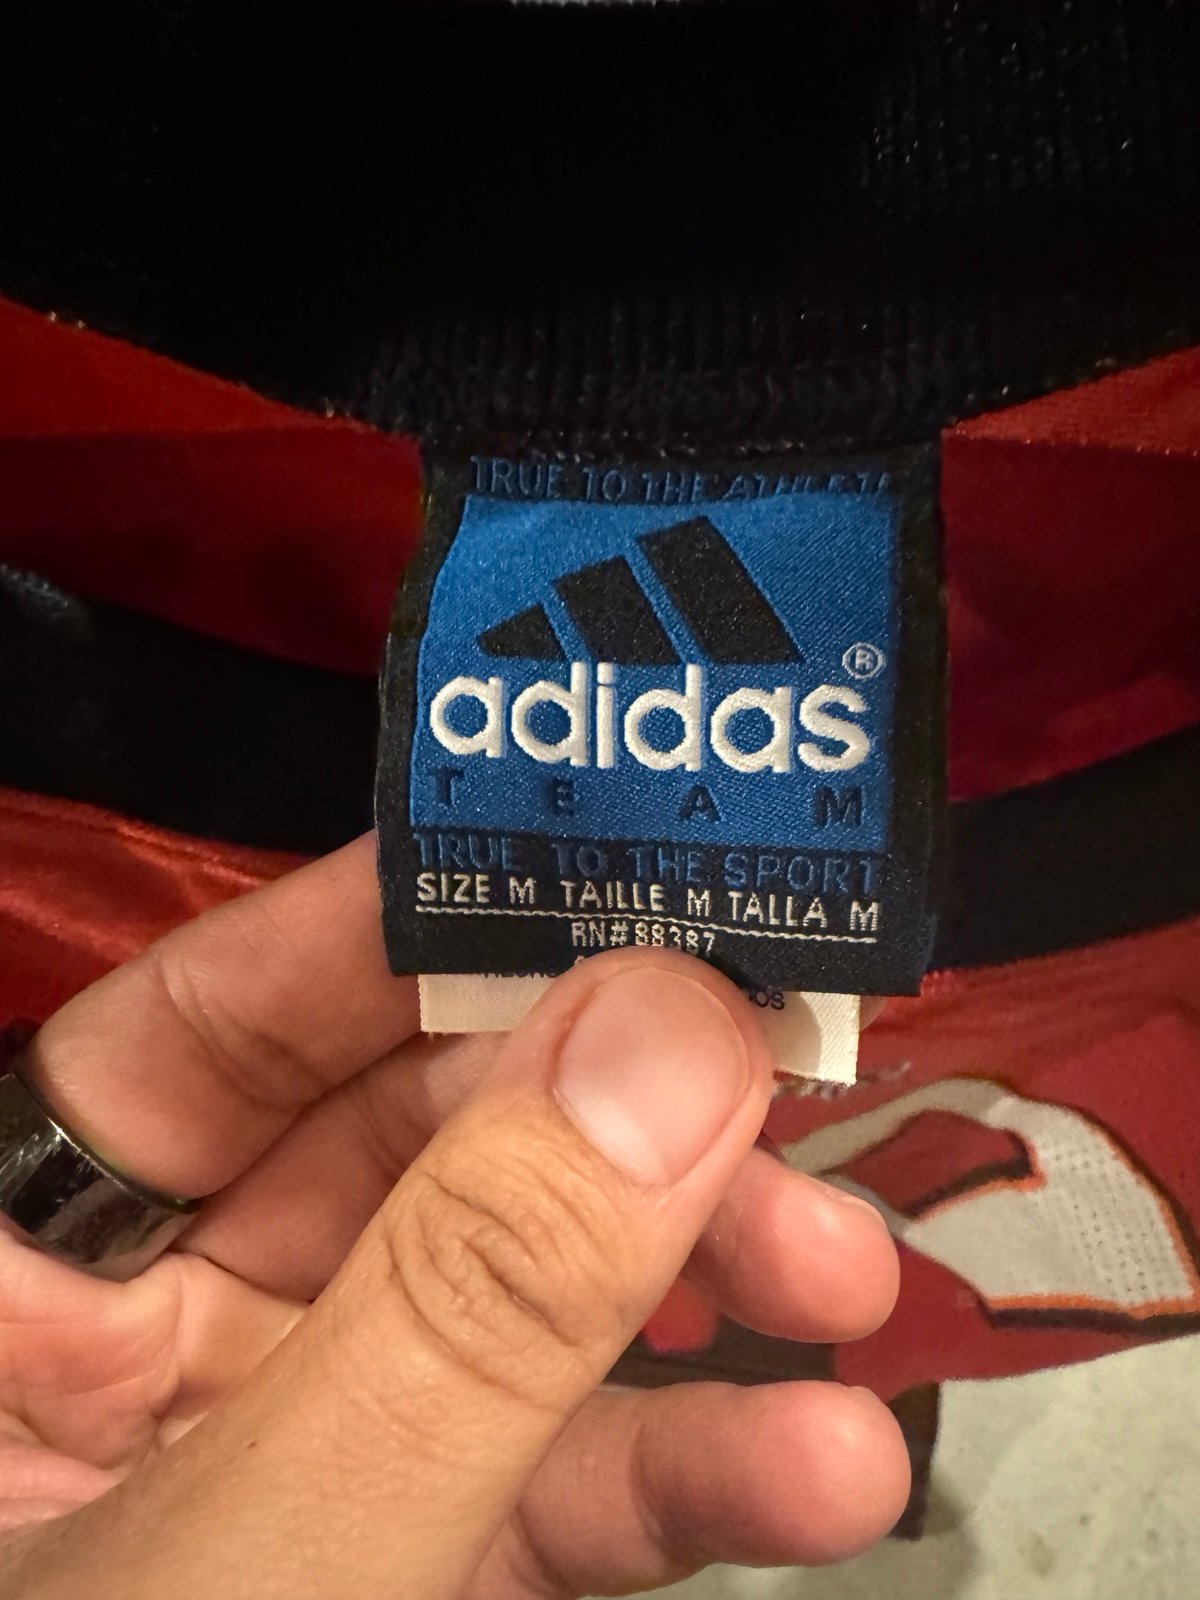 TRUE TO THE ATHLETE
adidas®
TEAM
TRUE TO THE SPORT
SIZE M TAILLE M TALLA M
RN#88387